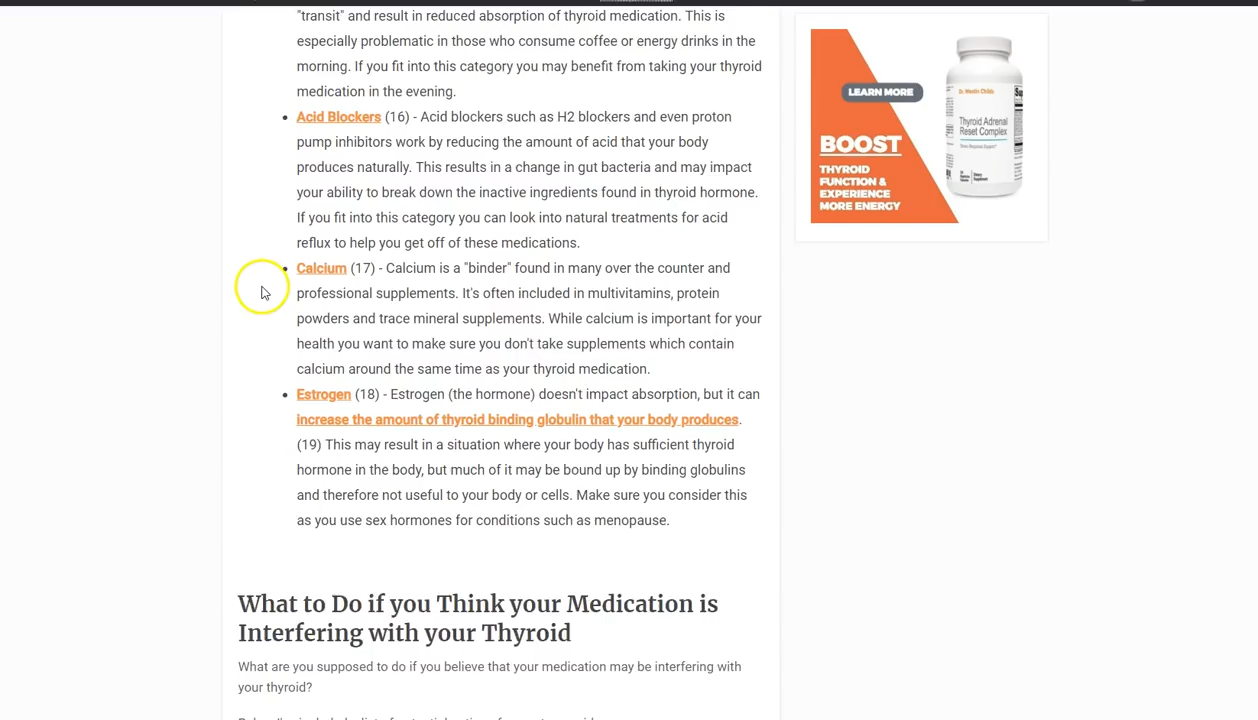 "transit" and result in reduced absorption of thyroid medication. This is
especially problematic in those who consume coffee or energy drinks in the
morning. If you fit into this category you may benefit from taking your thyroid
medication in the evening.
Acid Blockers (16) - Acid blockers such as H2 blockers and even proton
pump inhibitors work by reducing the amount of acid that your body
produces naturally. This results in a change in gut bacteria and may impact
your ability to break down the inactive ingredients found in thyroid hormone.
If you fit into this category you can look into natural treatments for acid
reflux to help you get off of these medications.
Calcium (17) - Calcium is a "binder" found in many over the counter and
professional supplements. It's often included in multivitamins, protein
powders and trace mineral supplements. While calcium is important for your
health you want to make sure you don't take supplements which contain
calcium around the same time as your thyroid medication.
Estrogen (18) - Estrogen (the hormone) doesn't impact absorption, but it can
increase the amount of thyroid binding globulin that your body produces.
(19) This may result in a situation where your body has sufficient thyroid
hormone in the body, but much of it may be bound up by binding globulins
and therefore not useful to your body or cells. Make sure you consider this
as you use sex hormones for conditions such as menopause.
What to Do if you Think your Medication is
Interfering with your Thyroid
What are you supposed to do if you believe that your medication may be interfering with
your thyroid?
LEARN MORE
BOOST
THYROID
FUNCTION &
EXPERIENCE
MORE ENERGY
Dr. Westin Childs
Thyroid Adrenal
Reset Complex